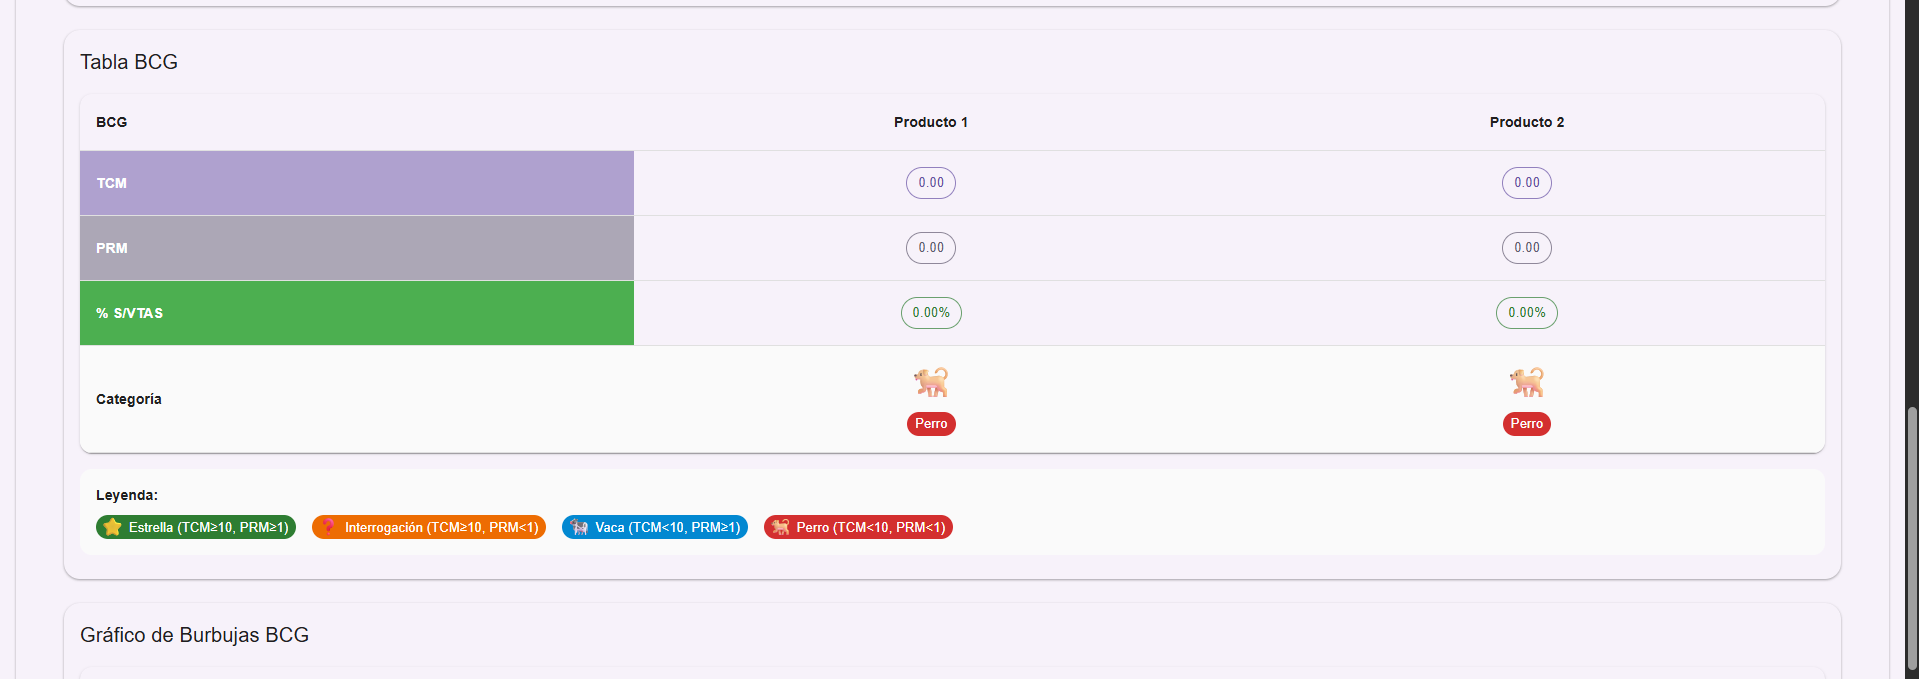 Tabla BCG
BCG Producto 1 Producto 2
TCM 0.00 0.00
PRM 0.00 0.00
% S/VTAS 0.00% 0.00%
Categoría
Perro Perro
Leyenda:
Estrella (TCM≥10, PRM≥1) Interrogación (TCM≥10, PRM<1) Vaca (TCM<10, PRM≥1) Perro (TCM<10, PRM<1)
Gráfico de Burbujas BCG